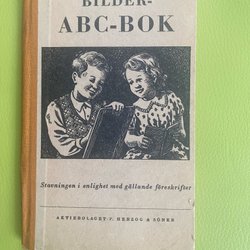 BILDER-
ABC-BOK
Stavningen i enlighet med gällande föreskrifter
AKTIEBOLAGET F. HERZOG & SÖNER